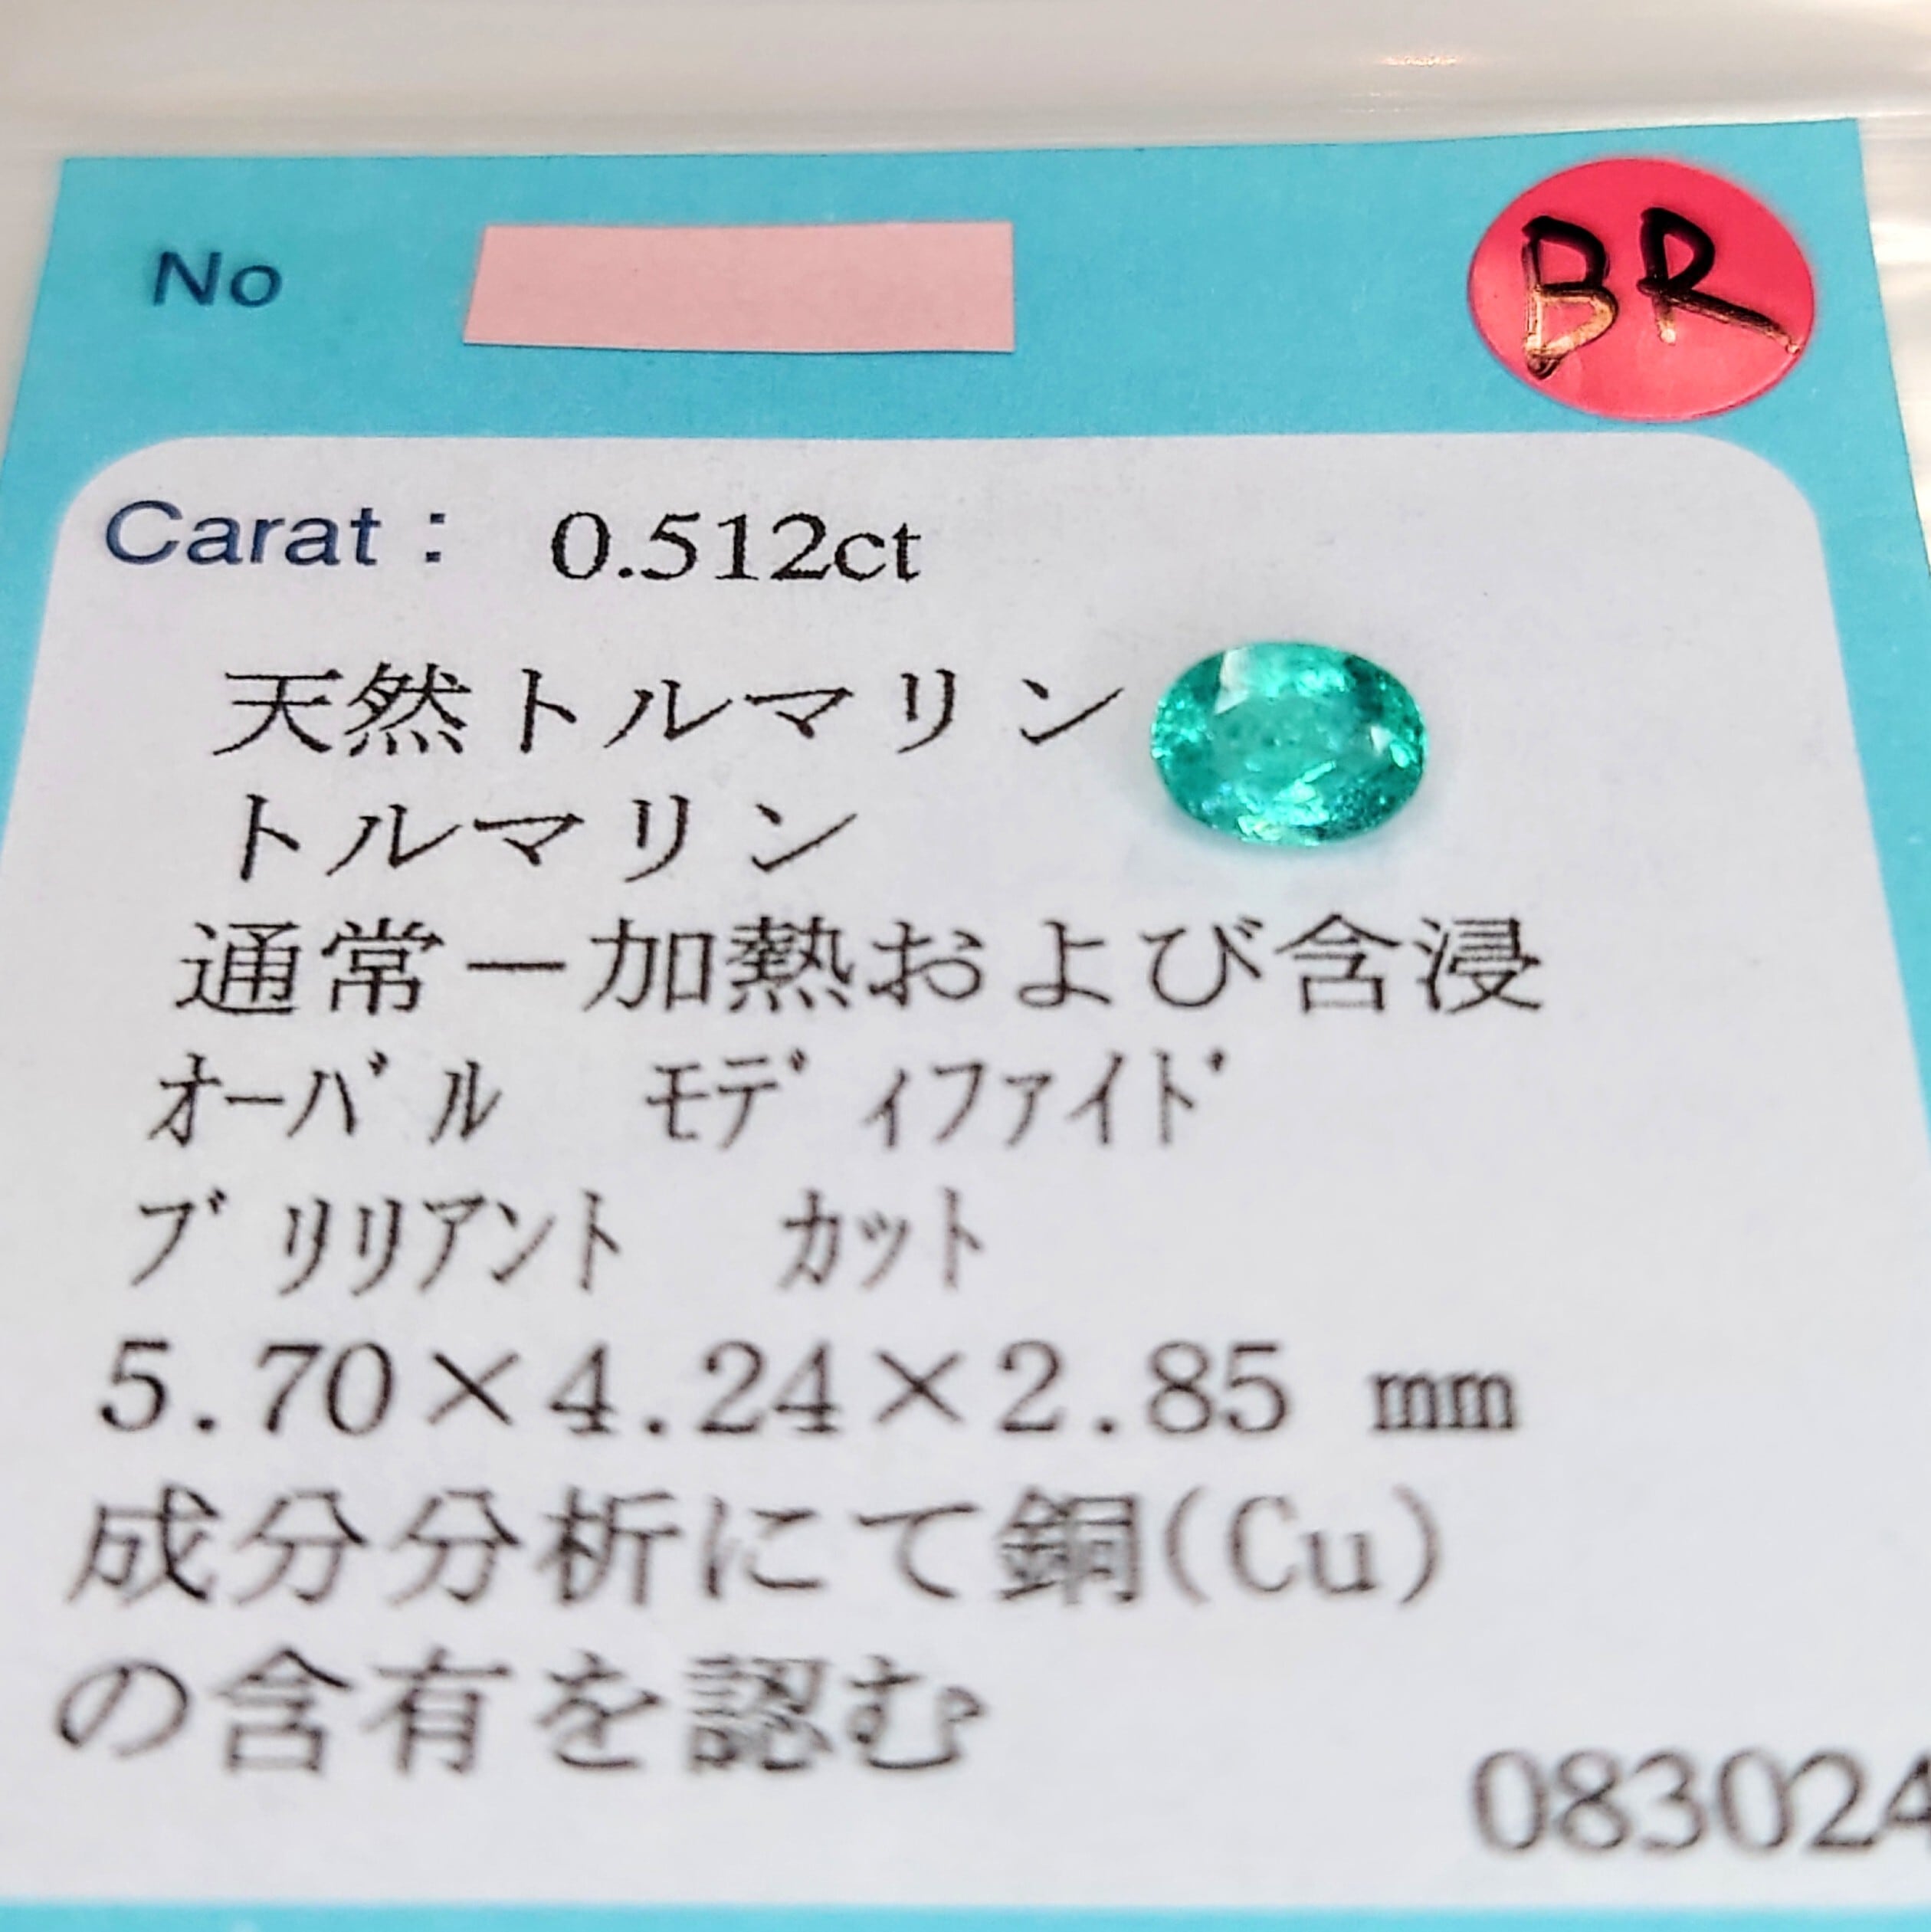 No
BR
Carat : 0.512ct
天然トルマリン
トルマリン
通常－加熱および含浸
ｵｰﾊﾞﾙ ﾓﾃﾞｨﾌｧｲﾄﾞ
ﾌﾞﾘﾘｱﾝﾄ ｶｯﾄ
5.70×4.24×2.85 mm
成分分析にて銅(Cu)
の含有を認む
083024